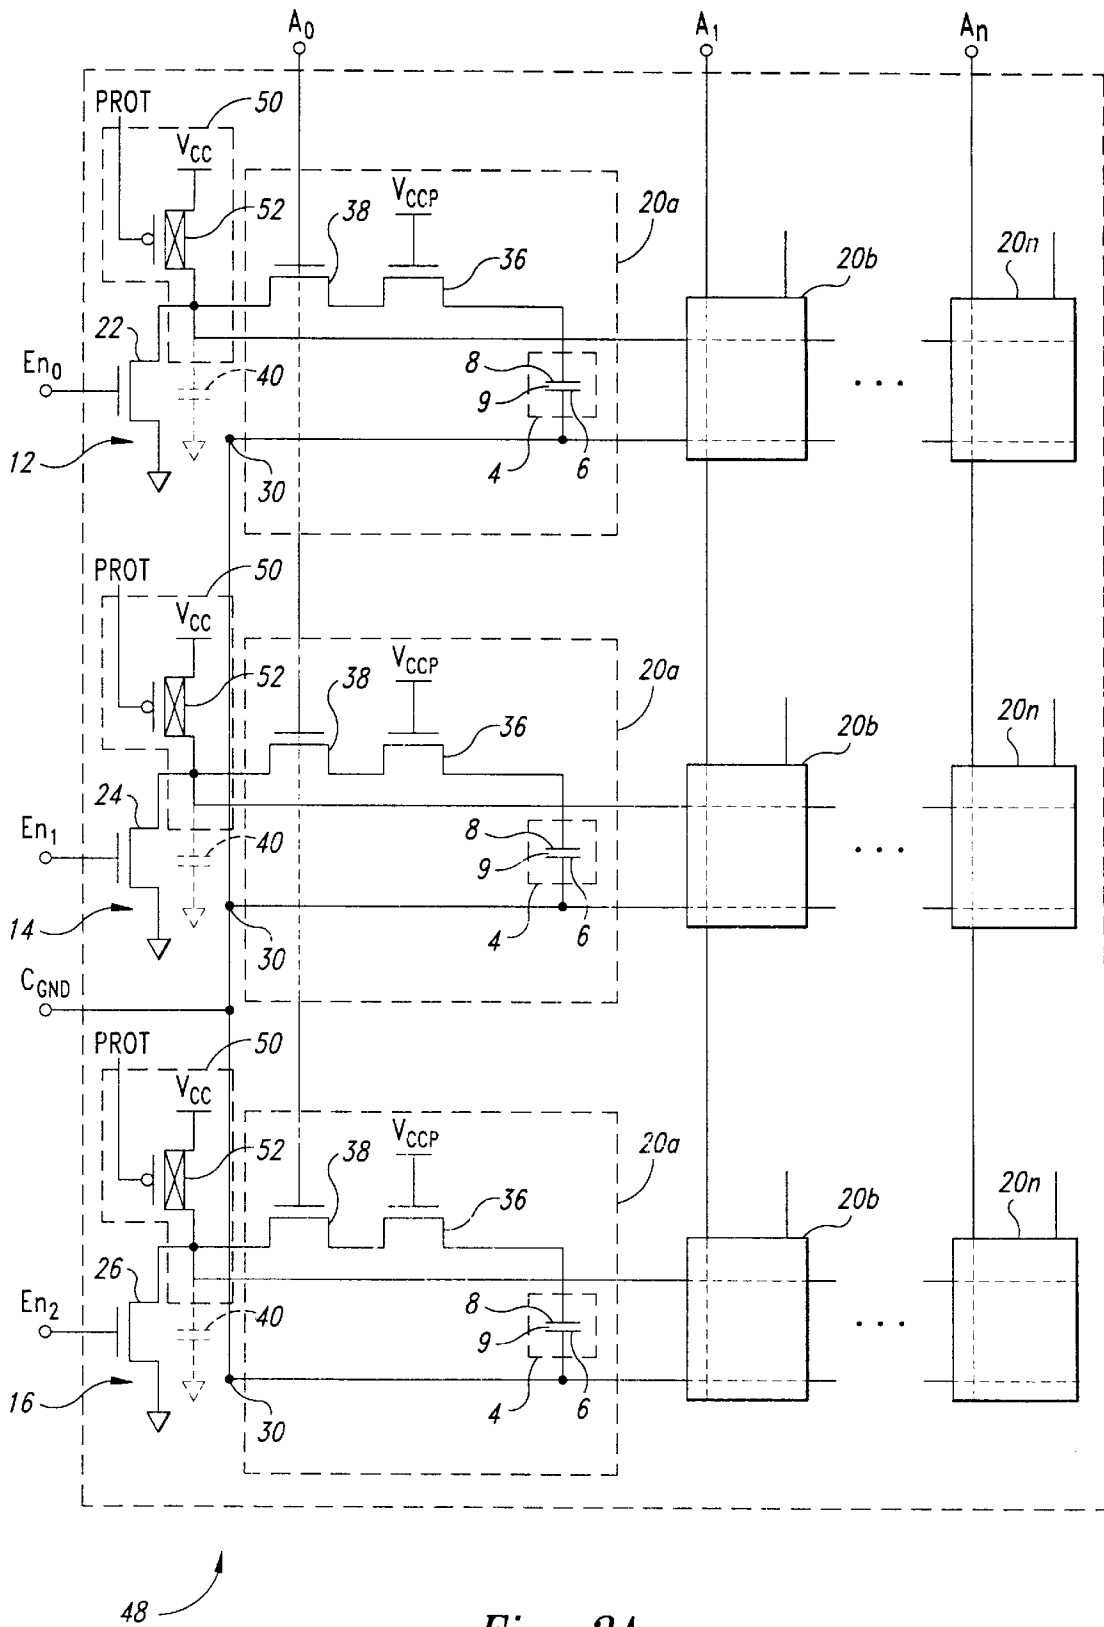 A0 A1 An
PROT 50
VCC
VCCP
52 38 20a 20n
36 20b
22
En0 8
40 9 . . .
12 4 6
30
PROT 50
VCC
VCCP
52 38 20a 20n
36 20b
24
En1 8
40 9 . . .
14 4 6
30
CGND
PROT 50
VCC
VCCP
52 38 20a 20n
36 20b
26
En2 8
40 9 . . .
16 4 6
30
48